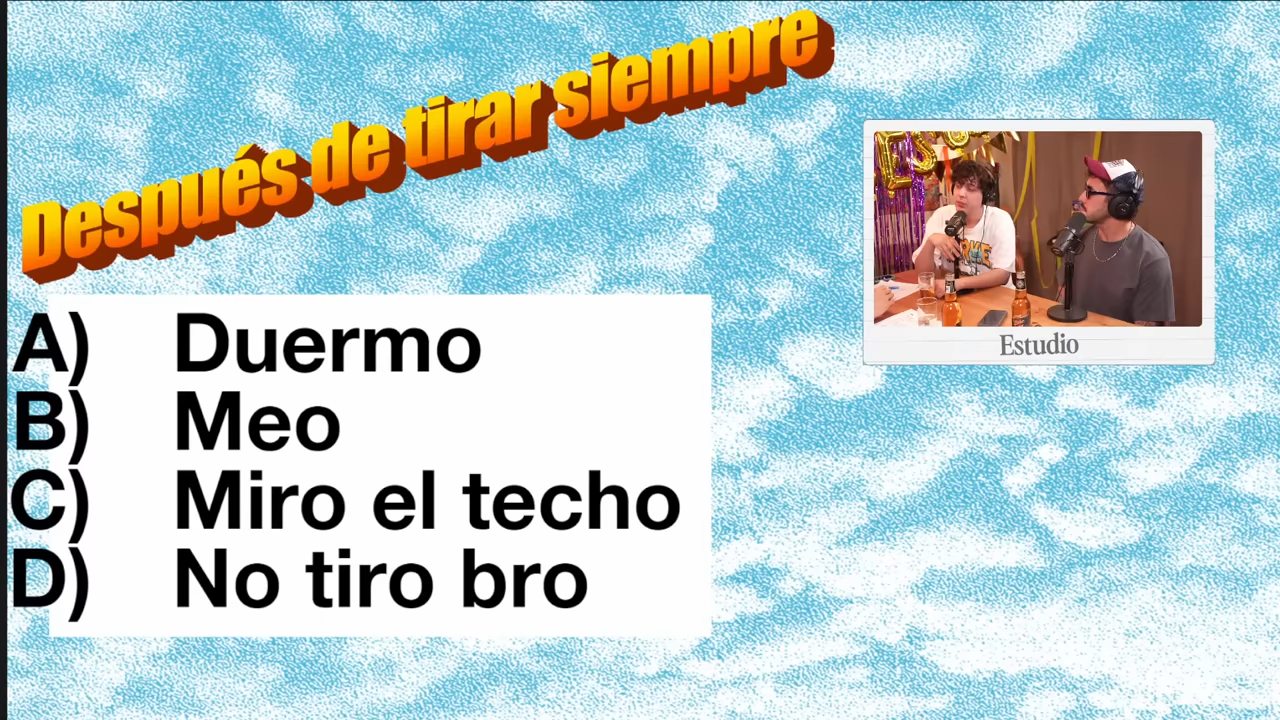 Después de tirar siempre
A) Duermo
B) Meo
C) Miro el techo
D) No tiro bro
Estudio